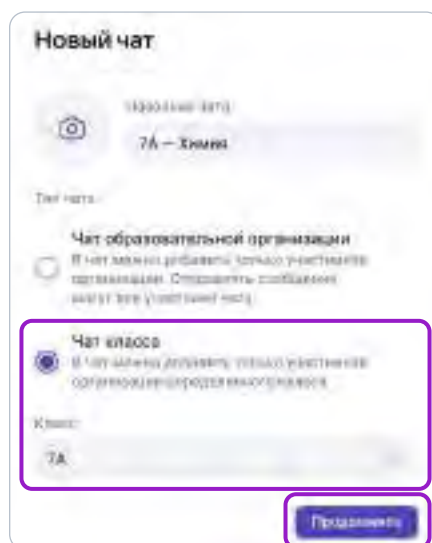 Новый чат
Название чата
7А – Химия
Тип чата
Чат образовательной организации
В чат можно добавить только участников
организации. Отправлять сообщения
могут все участники чата
Чат класса
В чат можно добавить только участников
организации определенного класса
Класс
7А
Продолжить